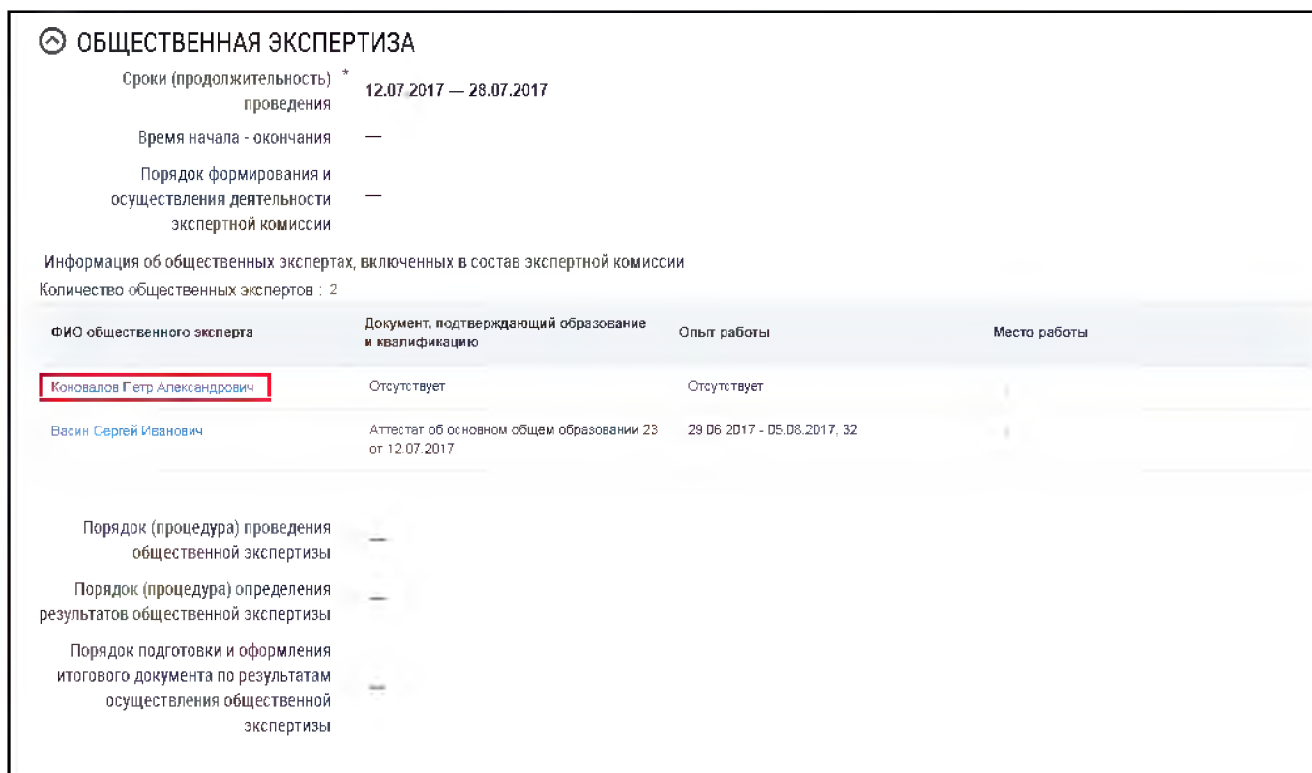 ОБЩЕСТВЕННАЯ ЭКСПЕРТИЗА
Сроки (продолжительность) *
проведения
12.07.2017 — 28.07.2017
Время начала - окончания —
Порядок формирования и
осуществления деятельности —
экспертной комиссии
Информация об общественных экспертах, включенных в состав экспертной комиссии
Количество общественных экспертов : 2
ФИО общественного эксперта
Документ, подтверждающий образование
и квалификацию
Опыт работы
Место работы
Коновалов Петр Александрович Отсутствует Отсутствует
Васин Сергей Иванович Аттестат об основном общем образовании 23 29.06.2017 - 05.08.2017, 32
от 12.07.2017
Порядок (процедура) проведения
общественной экспертизы —
Порядок (процедура) определения
результатов общественной экспертизы —
Порядок подготовки и оформления
итогового документа по результатам —
осуществления общественной
экспертизы